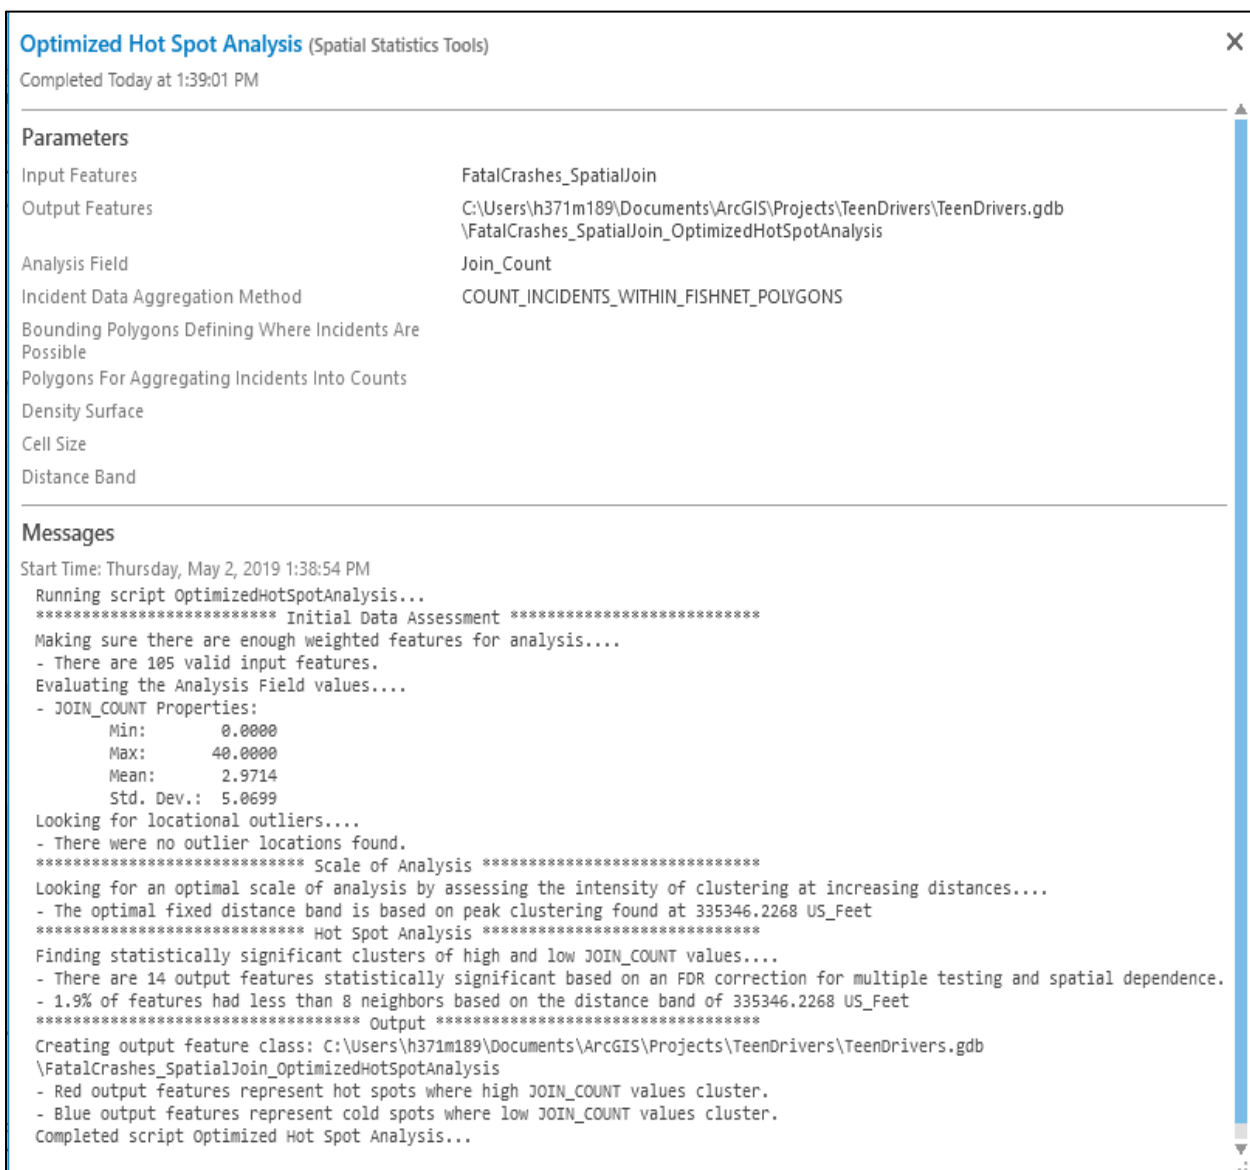 Optimized Hot Spot Analysis (Spatial Statistics Tools)
Completed Today at 1:39:01 PM
Parameters
Input Features FatalCrashes_SpatialJoin
Output Features C:\Users\h371m189\Documents\ArcGIS\Projects\TeenDrivers\TeenDrivers.gdb
\FatalCrashes_SpatialJoin_OptimizedHotSpotAnalysis
Analysis Field Join_Count
Incident Data Aggregation Method COUNT_INCIDENTS_WITHIN_FISHNET_POLYGONS
Bounding Polygons Defining Where Incidents Are
Possible
Polygons For Aggregating Incidents Into Counts
Density Surface
Cell Size
Distance Band
Messages
Start Time: Thursday, May 2, 2019 1:38:54 PM
Running script OptimizedHotSpotAnalysis...
************************** Initial Data Assessment ***************************
Making sure there are enough weighted features for analysis....
- There are 105 valid input features.
Evaluating the Analysis Field values....
- JOIN_COUNT Properties:
Min: 0.0000
Max: 40.0000
Mean: 2.9714
Std. Dev.: 5.0699
Looking for locational outliers....
- There were no outlier locations found.
***************************** Scale of Analysis ******************************
Looking for an optimal scale of analysis by assessing the intensity of clustering at increasing distances....
- The optimal fixed distance band is based on peak clustering found at 335346.2268 US_Feet
***************************** Hot Spot Analysis ******************************
Finding statistically significant clusters of high and low JOIN_COUNT values....
- There are 14 output features statistically significant based on an FDR correction for multiple testing and spatial dependence.
- 1.9% of features had less than 8 neighbors based on the distance band of 335346.2268 US_Feet
*********************************** Output ***********************************
Creating output feature class: C:\Users\h371m189\Documents\ArcGIS\Projects\TeenDrivers\TeenDrivers.gdb
\FatalCrashes_SpatialJoin_OptimizedHotSpotAnalysis
- Red output features represent hot spots where high JOIN_COUNT values cluster.
- Blue output features represent cold spots where low JOIN_COUNT values cluster.
Completed script Optimized Hot Spot Analysis...